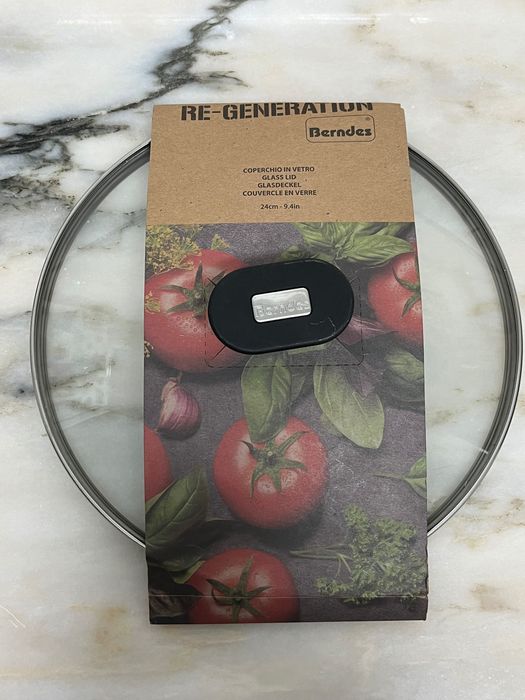 RE-GENERATION
Berndes®
COPERCHIO IN VETRO
GLASS LID
GLASDECKEL
COUVERCLE EN VERRE
24cm - 9.4in
Berndes